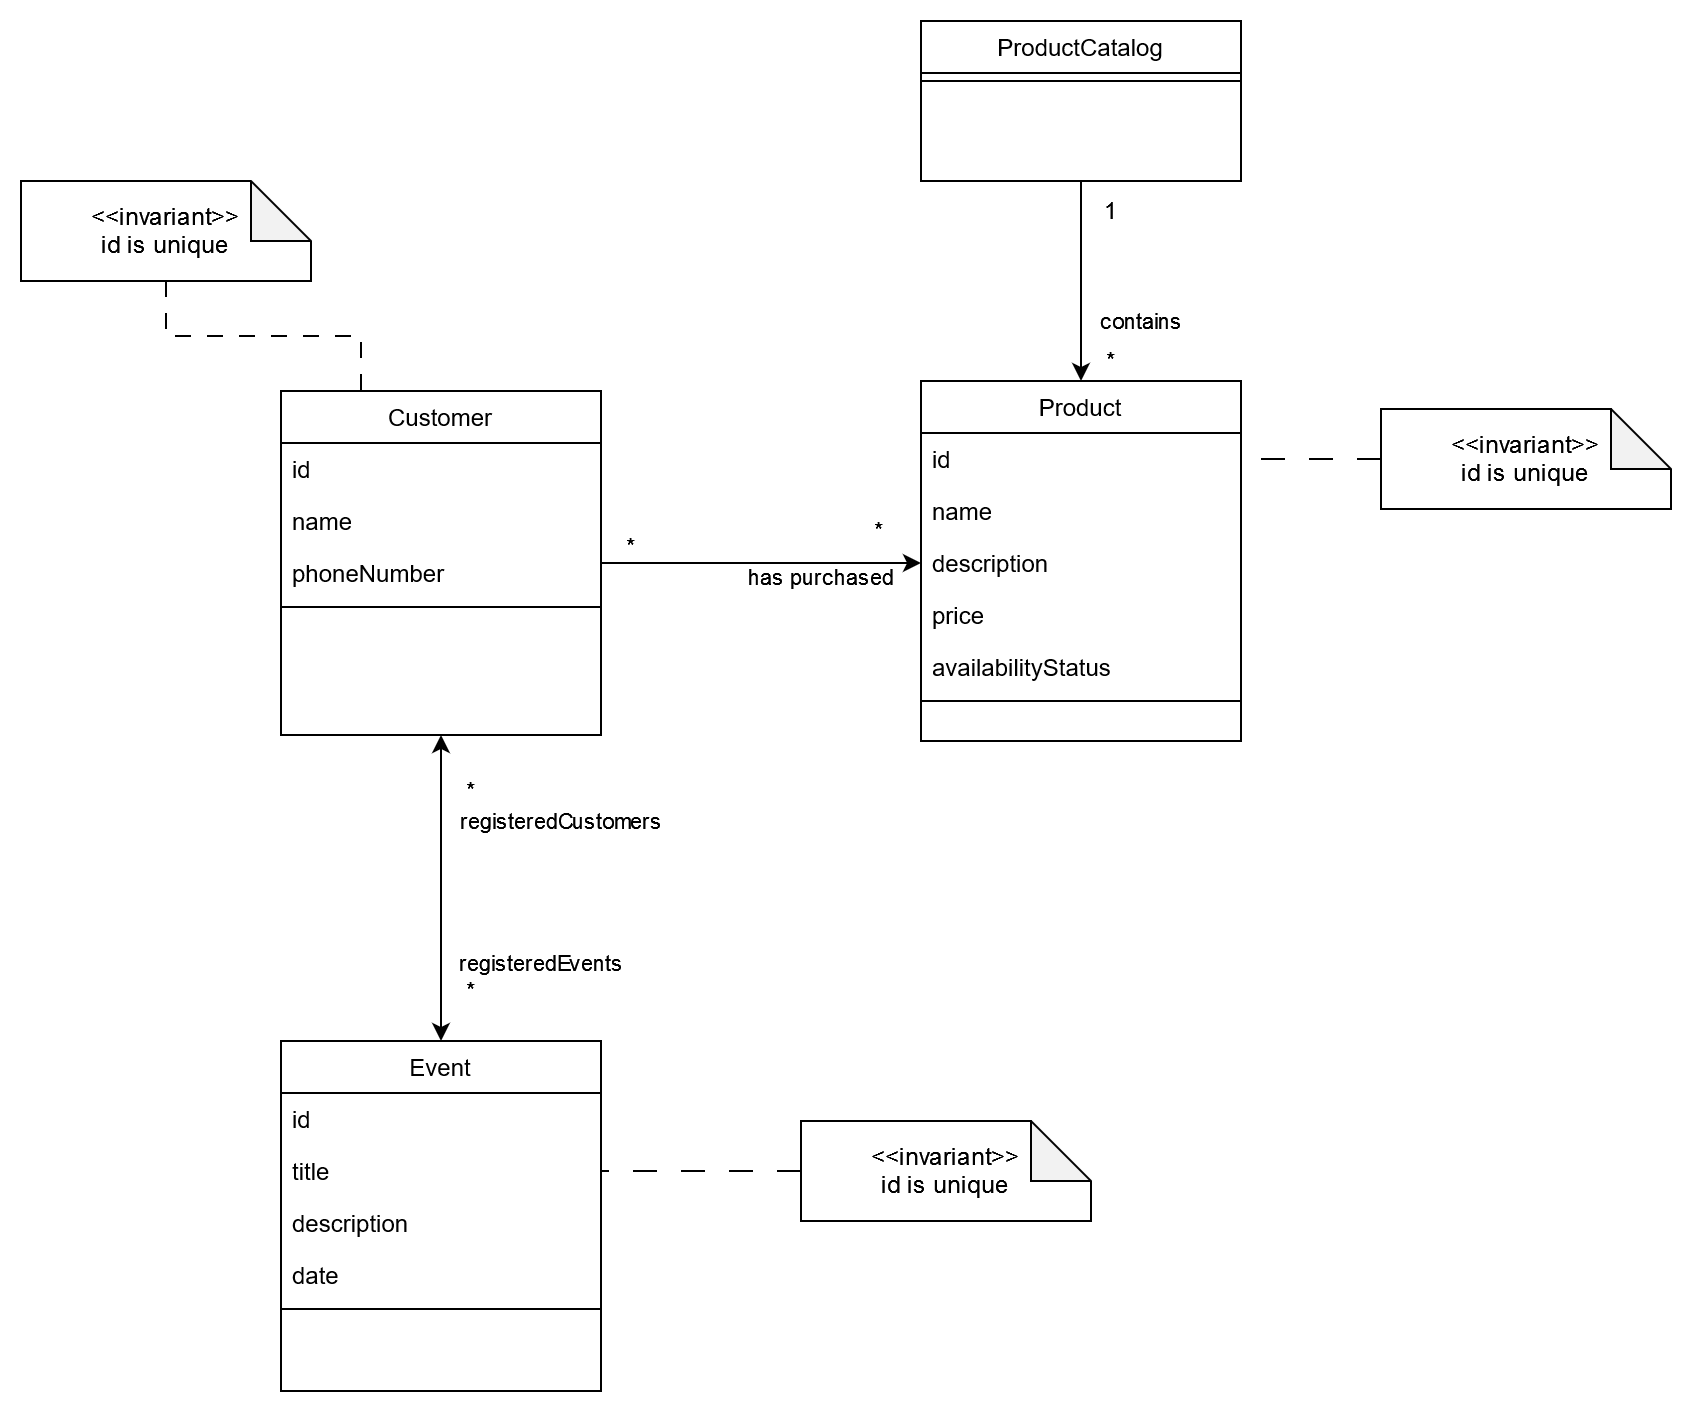 ProductCatalog
<<invariant>>
id is unique
1
contains
*
Customer
id
name
phoneNumber
Product
id
name
description
price
availabilityStatus
<<invariant>>
id is unique
*
*
has purchased
*
registeredCustomers
registeredEvents
*
Event
id
title
description
date
<<invariant>>
id is unique